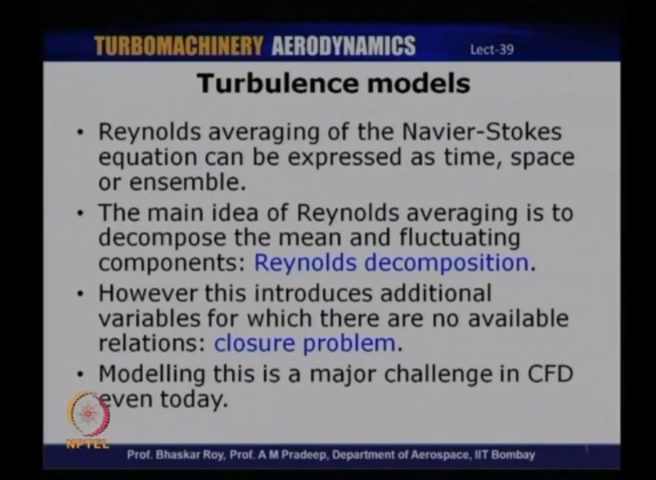 TURBOMACHINERY AERODYNAMICS Lect-39
Turbulence models
• Reynolds averaging of the Navier-Stokes
equation can be expressed as time, space
or ensemble.
• The main idea of Reynolds averaging is to
decompose the mean and fluctuating
components: Reynolds decomposition.
• However this introduces additional
variables for which there are no available
relations: closure problem.
• Modelling this is a major challenge in CFD
even today.
NPTEL
Prof. Bhaskar Roy, Prof. A M Pradeep, Department of Aerospace, IIT Bombay